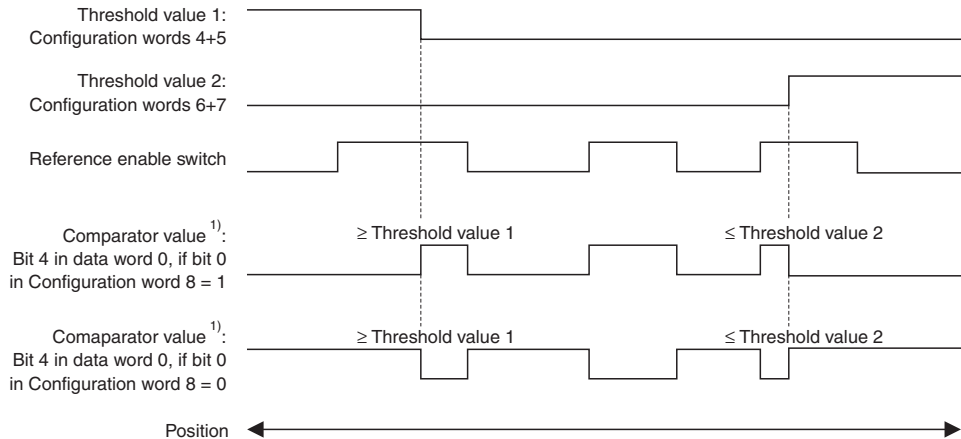 Threshold value 1:
Configuration words 4+5
Threshold value 2:
Configuration words 6+7
Reference enable switch
Comparator value 1):
Bit 4 in data word 0, if bit 0
in Configuration word 8 = 1
≥ Threshold value 1
≤ Threshold value 2
Comaparator value 1):
Bit 4 in data word 0, if bit 0
in Configuration word 8 = 0
≥ Threshold value 1
≤ Threshold value 2
Position